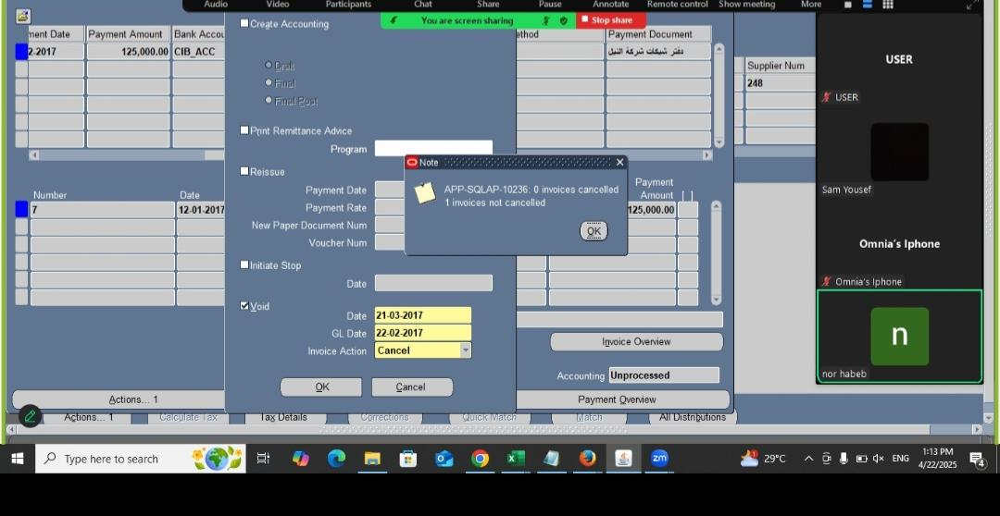 Audio Video Participants Chat Share Pause Annotate Remote control Show meeting More
You are screen sharing Stop share
Create Accounting
ment Date Payment Amount Bank Accou ethod Payment Document
2-2017 125,000.00 CIB_ACC دفتر شيكات شركة النيل
Supplier Num
248
Draft
Final
Final Post
USER
USER
Print Remittance Advice
Program
Note
Reissue
APP-SQLAP-10236: 0 invoices cancelled
1 invoices not cancelled
OK
Payment Date
Payment Rate
New Paper Document Num
Voucher Num
Number Date Payment Amount [ ]
7 12-01-2017 125,000.00
Sam Yousef
Omnia's Iphone
Omnia's Iphone
Initiate Stop
Date
Void
Date 21-03-2017
GL Date 22-02-2017
Invoice Action Cancel
Invoice Overview
n
nor habeb
Accounting Unprocessed
OK Cancel
Actions... 1 Payment Overview
Actions... 1 Calculate Tax Tax Details Corrections Quick Match Match All Distributions
Type here to search
zm
29°C
ENG
1:13 PM
4/22/2025
4